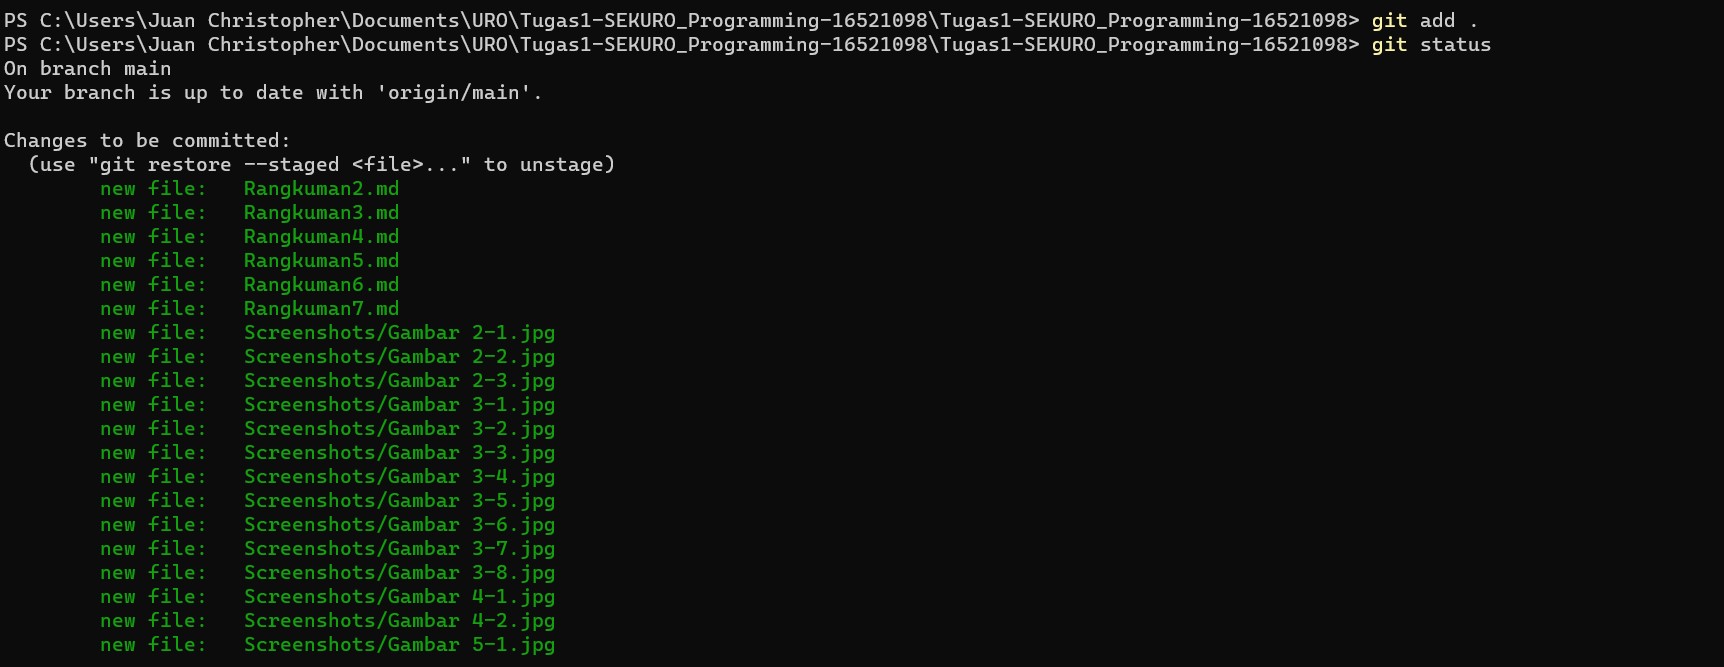 PS C:\Users\Juan Christopher\Documents\URO\Tugas1-SEKURO_Programming-16521098\Tugas1-SEKURO_Programming-16521098> git add .
PS C:\Users\Juan Christopher\Documents\URO\Tugas1-SEKURO_Programming-16521098\Tugas1-SEKURO_Programming-16521098> git status
On branch main
Your branch is up to date with 'origin/main'.

Changes to be committed:
  (use "git restore --staged <file>..." to unstage)
        new file:   Rangkuman2.md
        new file:   Rangkuman3.md
        new file:   Rangkuman4.md
        new file:   Rangkuman5.md
        new file:   Rangkuman6.md
        new file:   Rangkuman7.md
        new file:   Screenshots/Gambar 2-1.jpg
        new file:   Screenshots/Gambar 2-2.jpg
        new file:   Screenshots/Gambar 2-3.jpg
        new file:   Screenshots/Gambar 3-1.jpg
        new file:   Screenshots/Gambar 3-2.jpg
        new file:   Screenshots/Gambar 3-3.jpg
        new file:   Screenshots/Gambar 3-4.jpg
        new file:   Screenshots/Gambar 3-5.jpg
        new file:   Screenshots/Gambar 3-6.jpg
        new file:   Screenshots/Gambar 3-7.jpg
        new file:   Screenshots/Gambar 3-8.jpg
        new file:   Screenshots/Gambar 4-1.jpg
        new file:   Screenshots/Gambar 4-2.jpg
        new file:   Screenshots/Gambar 5-1.jpg